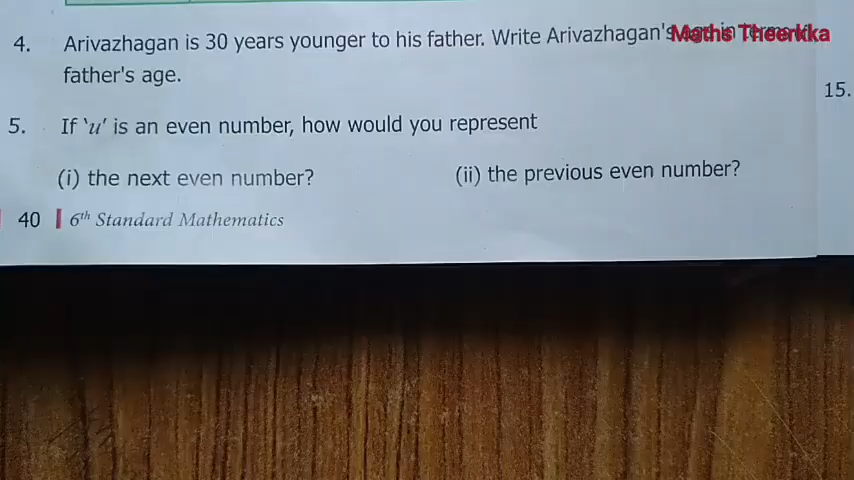 4. Arivazhagan is 30 years younger to his father. Write Arivazhagan's Maths Theerkka
father's age.
15.
5. If 'u' is an even number, how would you represent
(i) the next even number? (ii) the previous even number?
40 6th Standard Mathematics